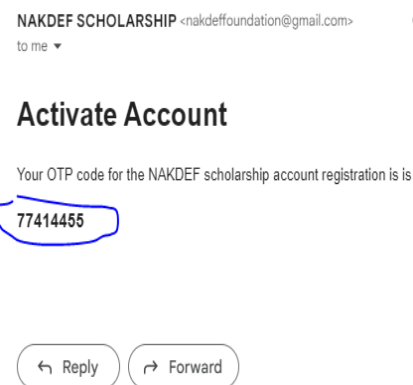 NAKDEF SCHOLARSHIP <nakdeffoundation@gmail.com>
to me
Activate Account
Your OTP code for the NAKDEF scholarship account registration is is
77414455
Reply Forward